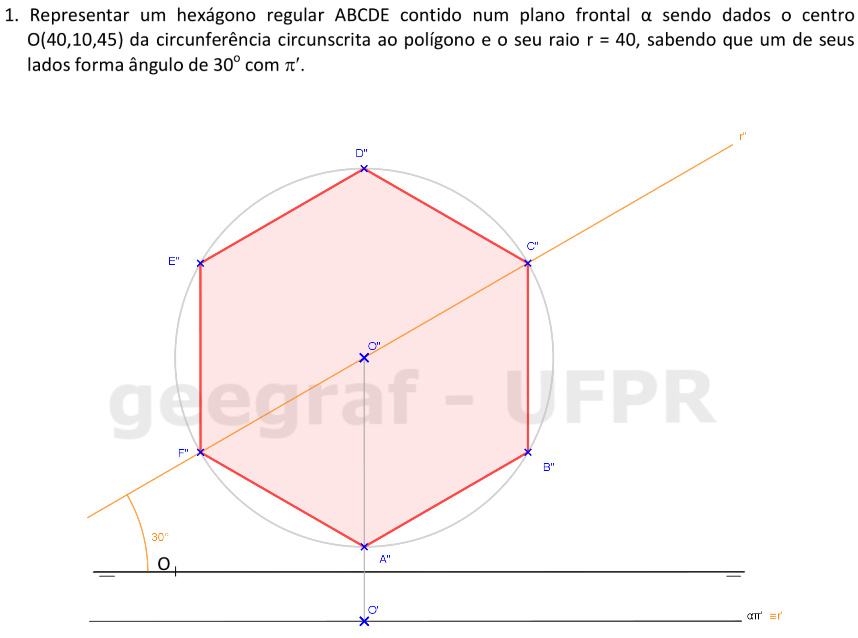 1. Representar um hexágono regular ABCDE contido num plano frontal α sendo dados o centro
O(40,10,45) da circunferência circunscrita ao polígono e o seu raio r = 40, sabendo que um de seus
lados forma ângulo de 30° com π′.
r"
D"
C"
E"
O"
geegraf - UFPR
F"
B"
30°
A"
O
O'
απ' ≡r'